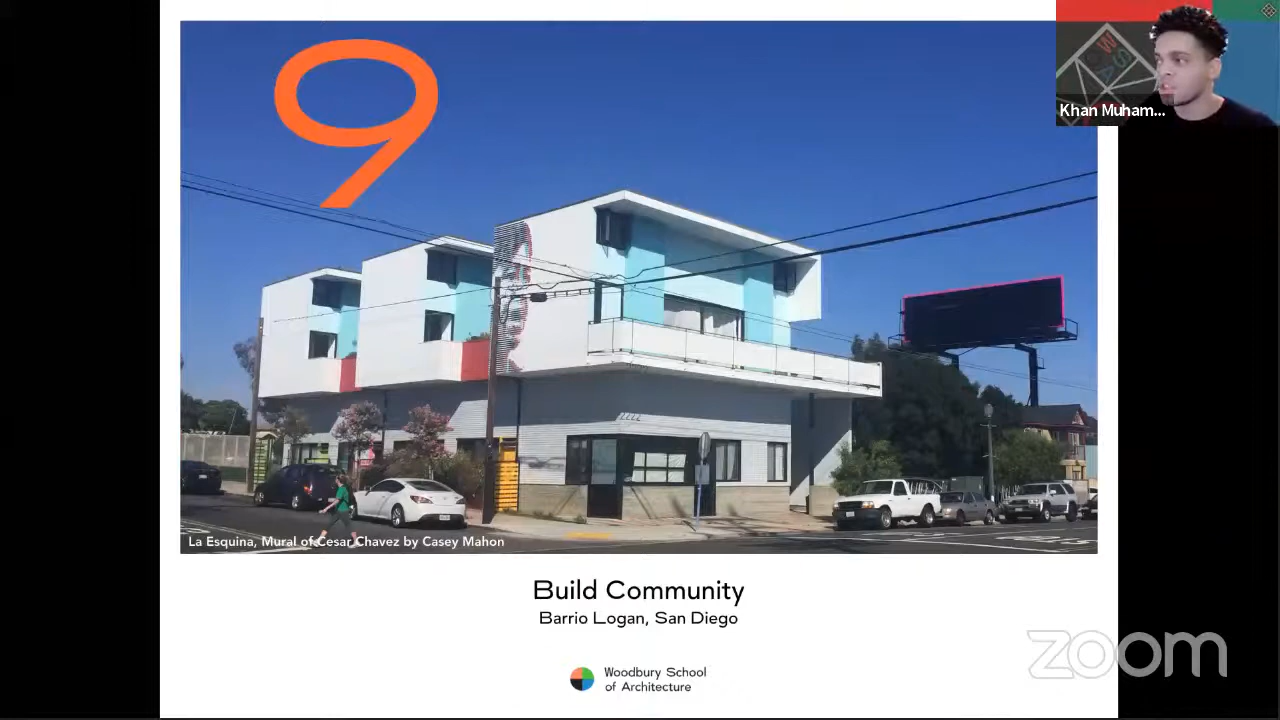 9
Khan Muham...
La Esquina, Mural of Cesar Chavez by Casey Mahon
Build Community
Barrio Logan, San Diego
Woodbury School
of Architecture
zoom